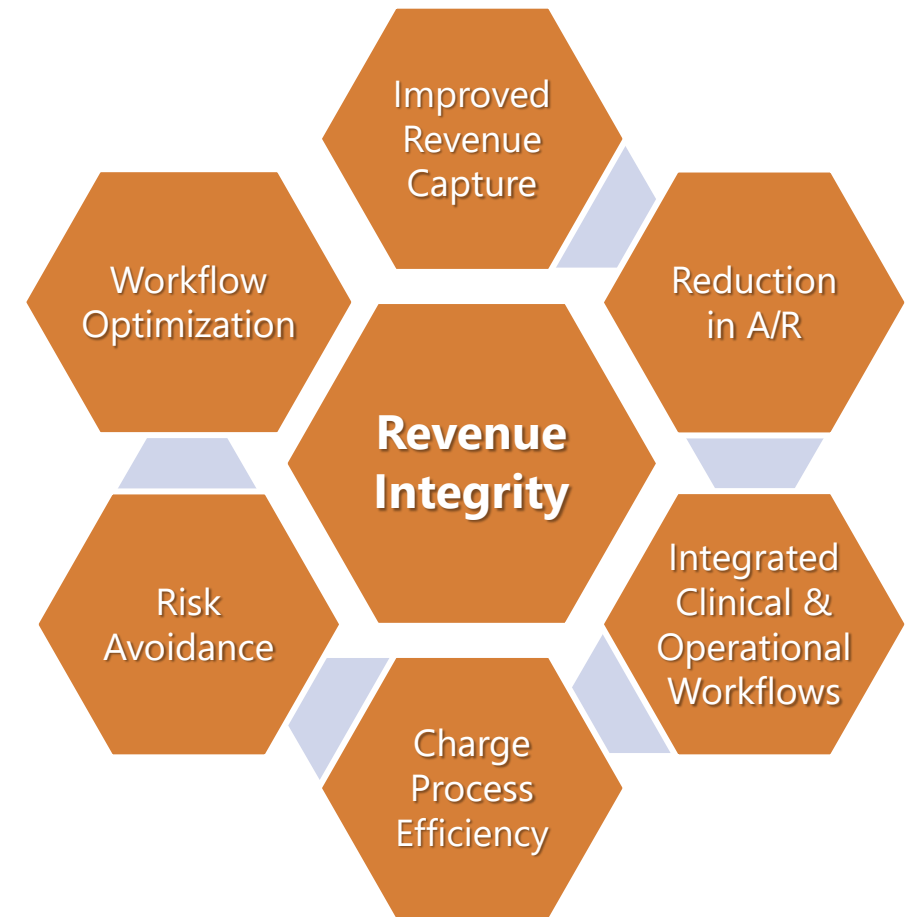 Improved
Revenue
Capture
Reduction
in A/R
Integrated
Clinical &
Operational
Workflows
Charge
Process
Efficiency
Risk
Avoidance
Workflow
Optimization
Revenue
Integrity